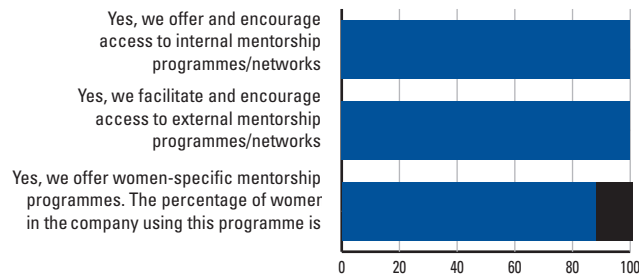 Yes, we offer and encourage
access to internal mentorship
programmes/networks
Yes, we facilitate and encourage
access to external mentorship
programmes/networks
Yes, we offer women-specific mentorship
programmes. The percentage of women
in the company using this programme is
0 20 40 60 80 100